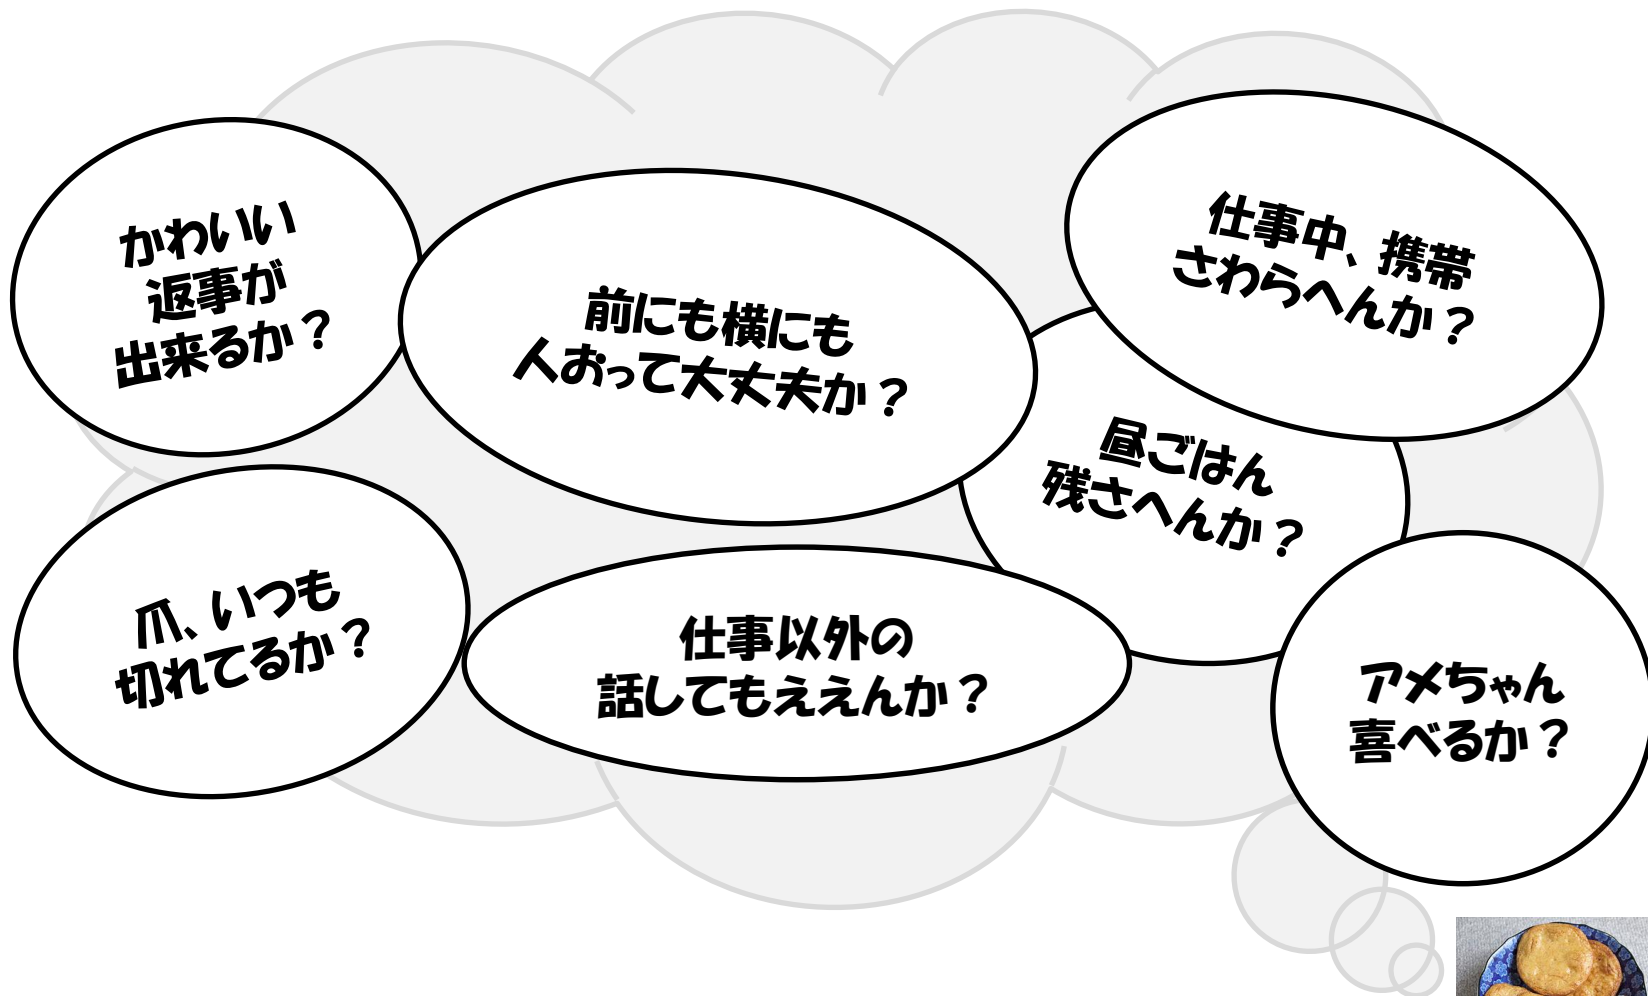 かわいい
返事が
出来るか？
前にも横にも
人おって大丈夫か？
仕事中、携帯
さわらへんか？
昼ごはん
残さへんか？
爪、いつも
切れてるか？
仕事以外の
話してもええんか？
アメちゃん
喜べるか？